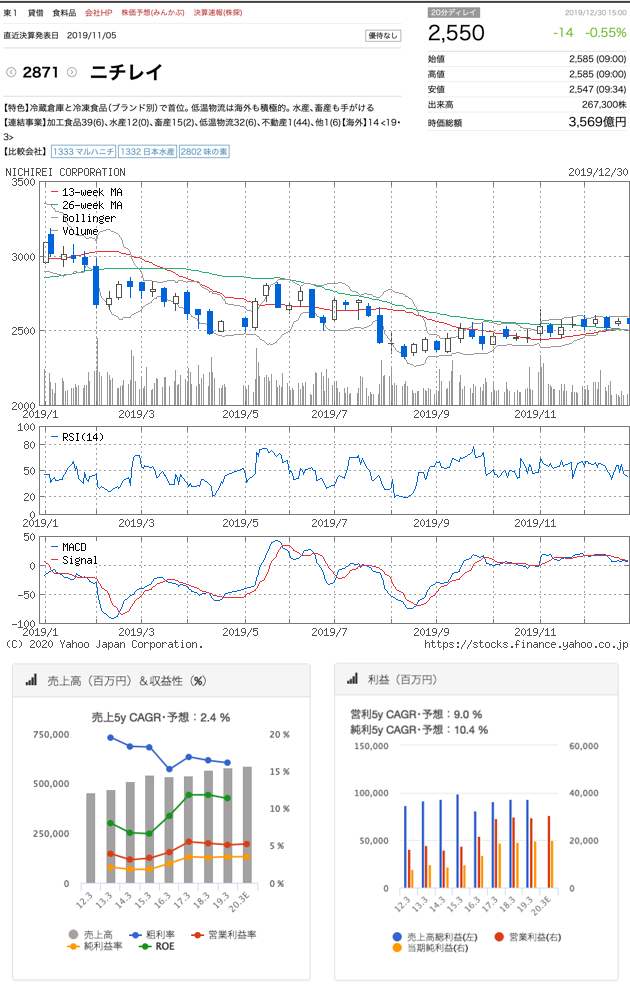 東1 貸借 食料品 会社HP 株価予想(みんかぶ) 決算速報(株探)
直近決算発表日 2019/11/05
優待なし
2871 ニチレイ
20分ディレイ
2019/12/30 15:00
2,550 -14 -0.55%
始値 2,585 (09:00)
高値 2,585 (09:00)
安値 2,547 (09:34)
出来高 267,300株
時価総額 3,569億円
【特色】冷蔵倉庫と冷凍食品（ブランド別）で首位。低温物流は海外も積極的。水産、畜産も手がける
【連結事業】加工食品39(6)、水産12(0)、畜産15(2)、低温物流32(6)、不動産1(44)、他1(6)【海外】14 <19・
3>
【比較会社】 1333 マルハニチ 1332 日本水産 2802 味の素
NICHIREI CORPORATION 2019/12/30
3500
13-week MA
26-week MA
Bollinger
Volume
3000
2500
2000
2019/1 2019/3 2019/5 2019/7 2019/9 2019/11
100
RSI(14)
80
50
20
0
2019/1 2019/3 2019/5 2019/7 2019/9 2019/11
50
MACD
Signal
0
-50
-100
2019/1 2019/3 2019/5 2019/7 2019/9 2019/11
(C) 2020 Yahoo Japan Corporation. https://stocks.finance.yahoo.co.jp
売上高（百万円）＆収益性（%）
売上5y CAGR・予想：2.4 %
750,000 20 %
15 %
500,000
10 %
250,000
5 %
0 0 %
12.3 13.3 14.3 15.3 16.3 17.3 18.3 19.3 20.3E
売上高 粗利率 営業利益率
純利益率 ROE
利益（百万円）
営利5y CAGR・予想：9.0 %
純利5y CAGR・予想：10.4 %
150,000 60,000
100,000 40,000
50,000 20,000
0 0
12.3 13.3 14.3 15.3 16.3 17.3 18.3 19.3 20.3E
売上高総利益(左) 営業利益(右)
当期純利益(右)